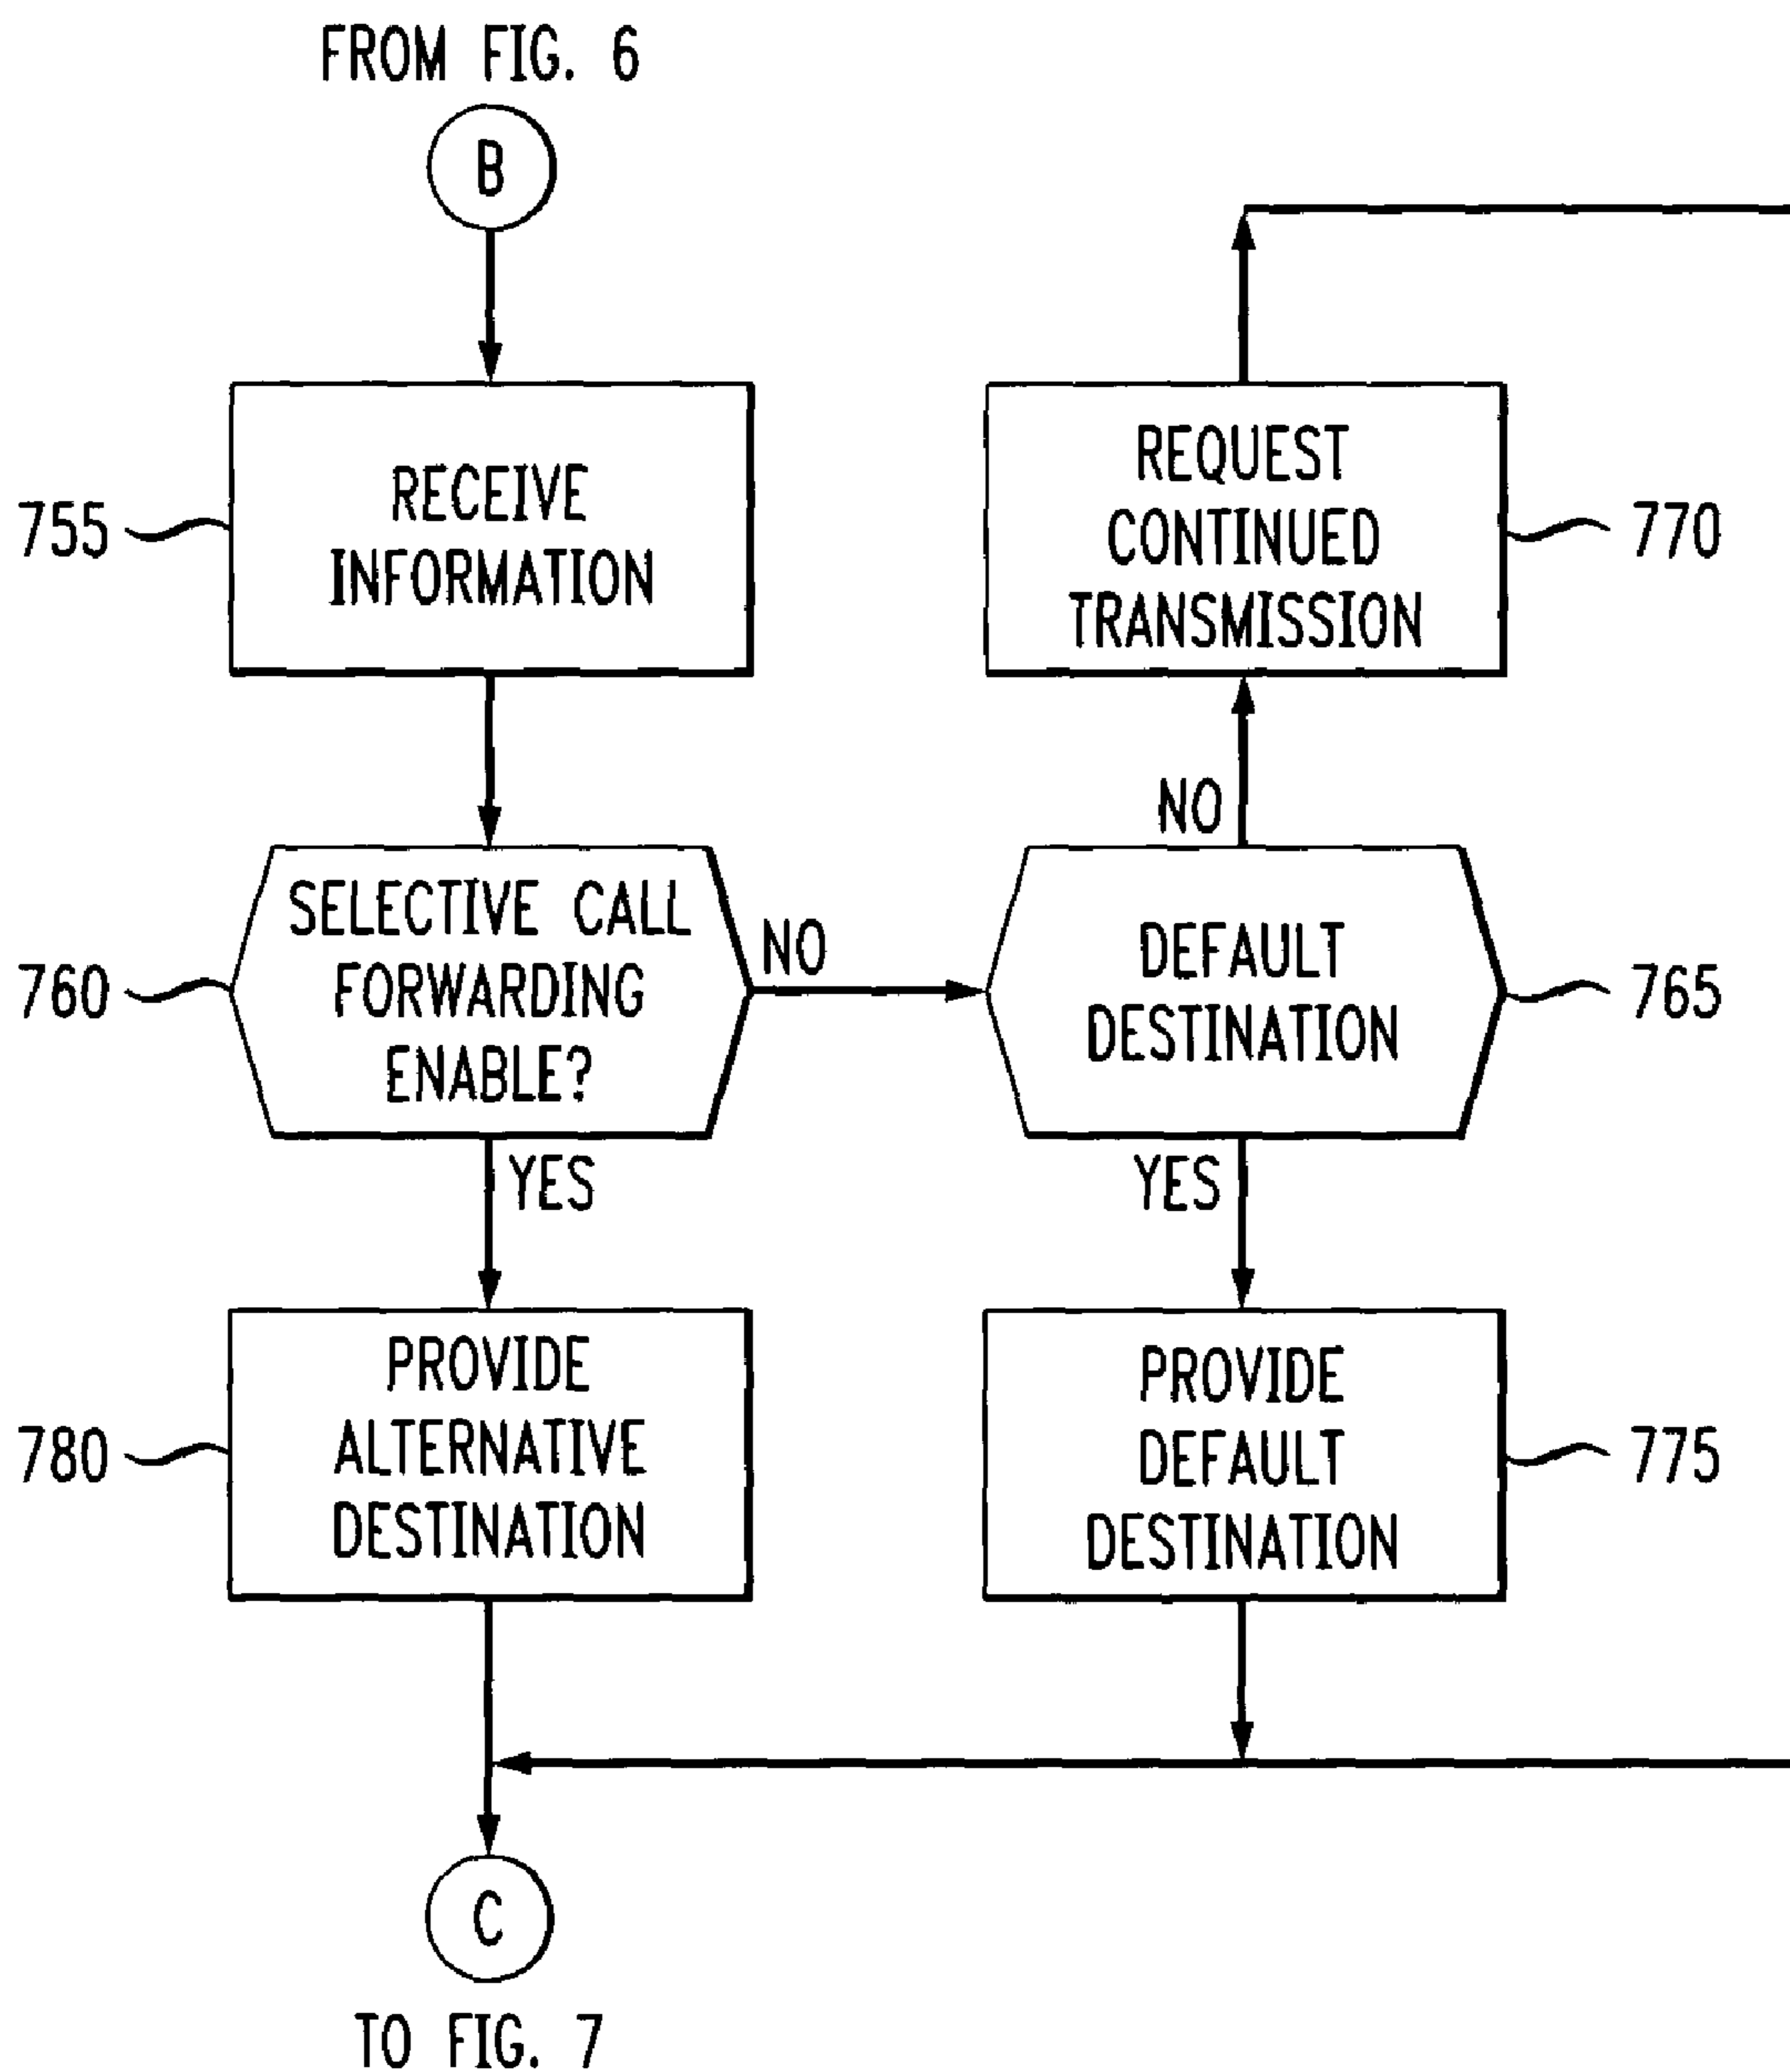 FROM FIG. 6
B
755
RECEIVE
INFORMATION
REQUEST
CONTINUED
TRANSMISSION
770
NO
760
SELECTIVE CALL
FORWARDING
ENABLE?
NO
DEFAULT
DESTINATION
765
YES
YES
780
PROVIDE
ALTERNATIVE
DESTINATION
PROVIDE
DEFAULT
DESTINATION
775
C
TO FIG. 7